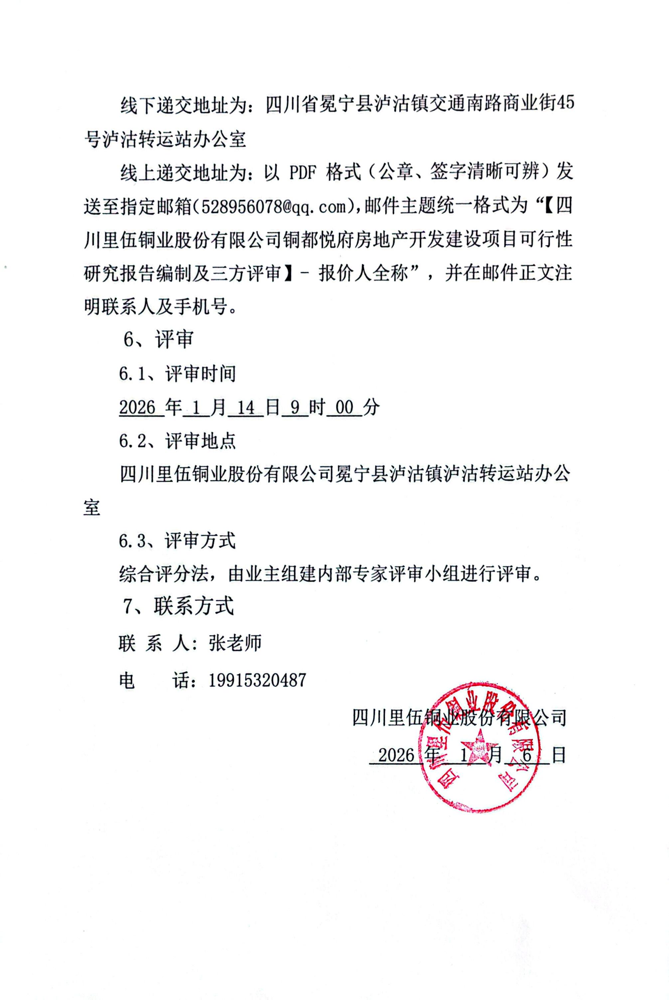 线下递交地址为：四川省冕宁县泸沽镇交通南路商业街45
号泸沽转运站办公室
线上递交地址为：以 PDF 格式（公章、签字清晰可辨）发
送至指定邮箱(528956078@qq.com),邮件主题统一格式为“【四
川里伍铜业股份有限公司铜都悦府房地产开发建设项目可行性
研究报告编制及三方评审】- 报价人全称”，并在邮件正文注
明联系人及手机号。
6、评审
6.1、评审时间
2026 年 1 月 14 日 9 时 00 分
6.2、评审地点
四川里伍铜业股份有限公司冕宁县泸沽镇泸沽转运站办公
室
6.3、评审方式
综合评分法，由业主组建内部专家评审小组进行评审。
7、联系方式
联 系 人：张老师
电 话：19915320487
四川里伍铜业股份有限公司
2026 年 1 月 6 日
四川里伍铜业股份有限公司